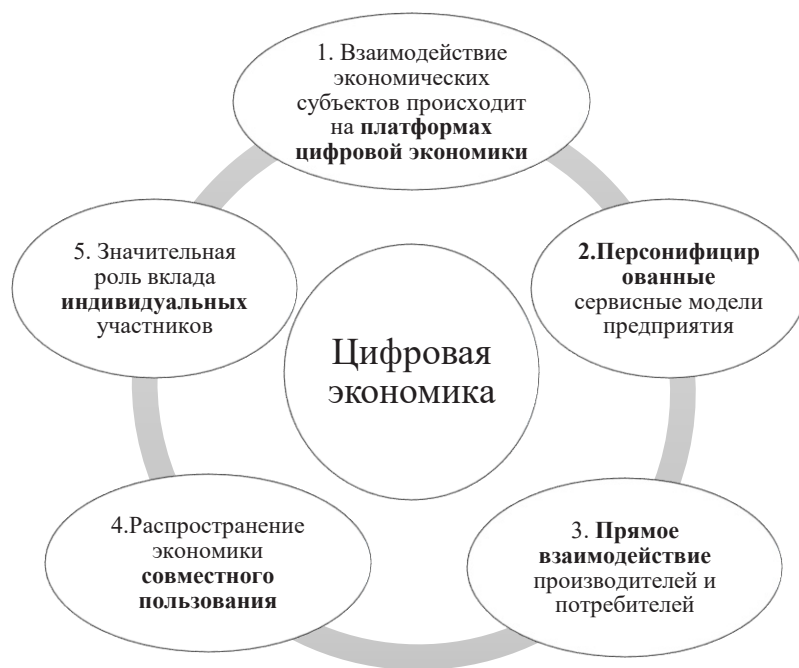 1. Взаимодействие
экономических
субъектов происходит
на платформах
цифровой экономики
2.Персонифицир
ованные
сервисные модели
предприятия
3. Прямое
взаимодействие
производителей и
потребителей
4.Распространение
экономики
совместного
пользования
5. Значительная
роль вклада
индивидуальных
участников
Цифровая
экономика